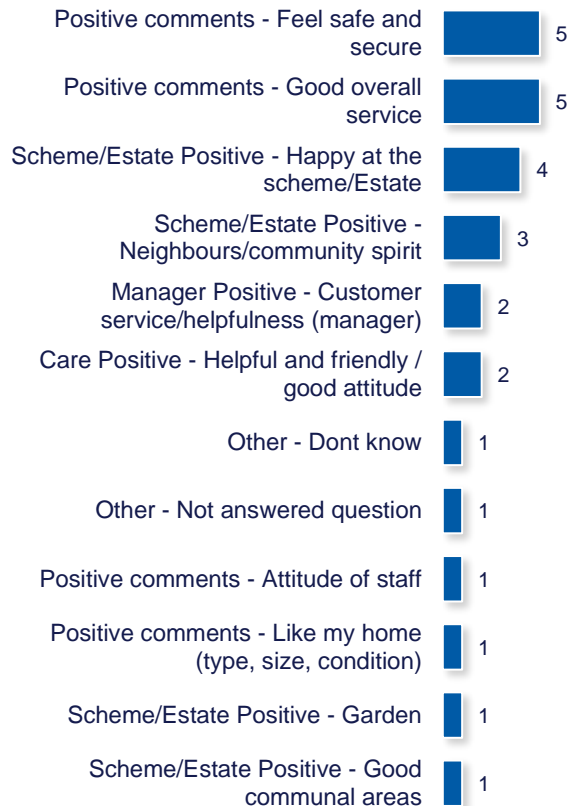 Positive comments - Feel safe and
secure
5
Positive comments - Good overall
service
5
Scheme/Estate Positive - Happy at the
scheme/Estate
4
Scheme/Estate Positive -
Neighbours/community spirit
3
Manager Positive - Customer
service/helpfulness (manager)
2
Care Positive - Helpful and friendly /
good attitude
2
Other - Dont know
1
Other - Not answered question
1
Positive comments - Attitude of staff
1
Positive comments - Like my home
(type, size, condition)
1
Scheme/Estate Positive - Garden
1
Scheme/Estate Positive - Good
communal areas
1